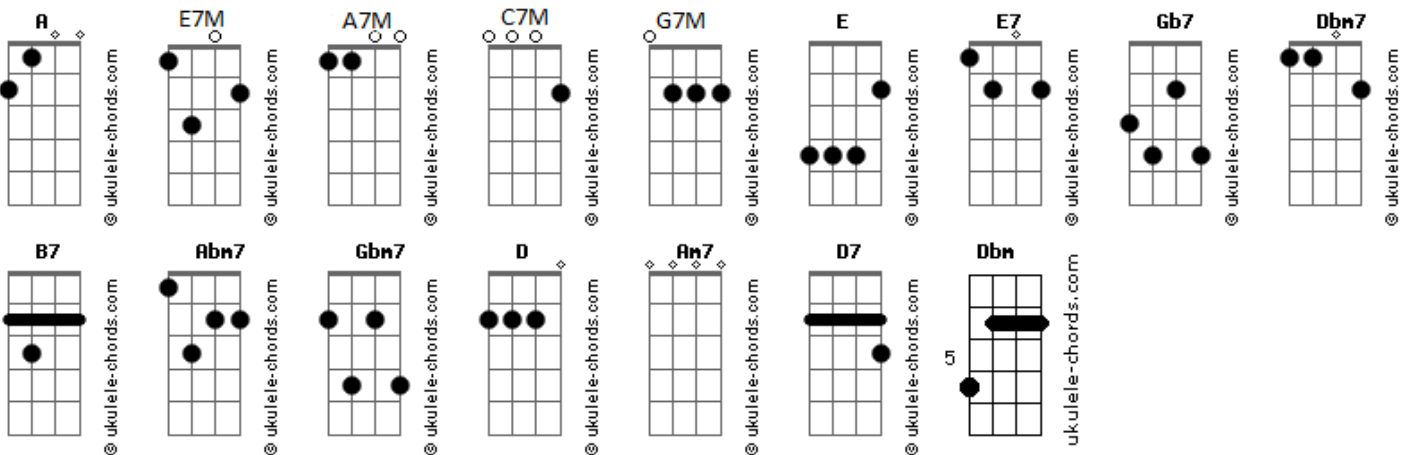 A E7M A7M C7M G7M E E7 Gb7 Dbm7
© ukulele-chords.com © ukulele-chords.com © ukulele-chords.com © ukulele-chords.com © ukulele-chords.com © ukulele-chords.com © ukulele-chords.com © ukulele-chords.com © ukulele-chords.com
B7 Abm7 Gbm7 D Am7 D7 Dbm
© ukulele-chords.com © ukulele-chords.com © ukulele-chords.com © ukulele-chords.com © ukulele-chords.com © ukulele-chords.com ukulele-chords.com
5